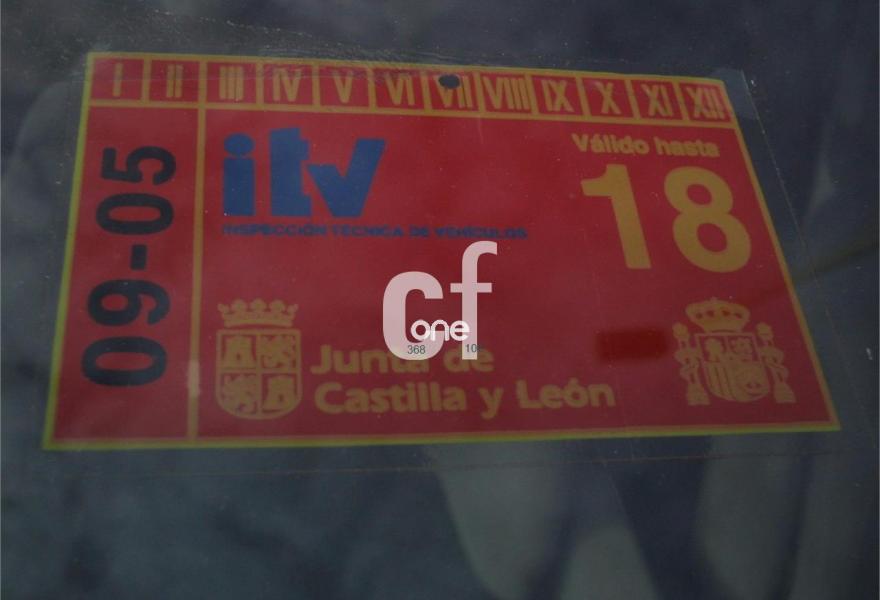 I II III IV V VI VII VIII IX X XI XII
09-05
itv
INSPECCIÓN TÉCNICA DE VEHÍCULOS
Válido hasta
18
cf
one
368
Junta de
Castilla y León